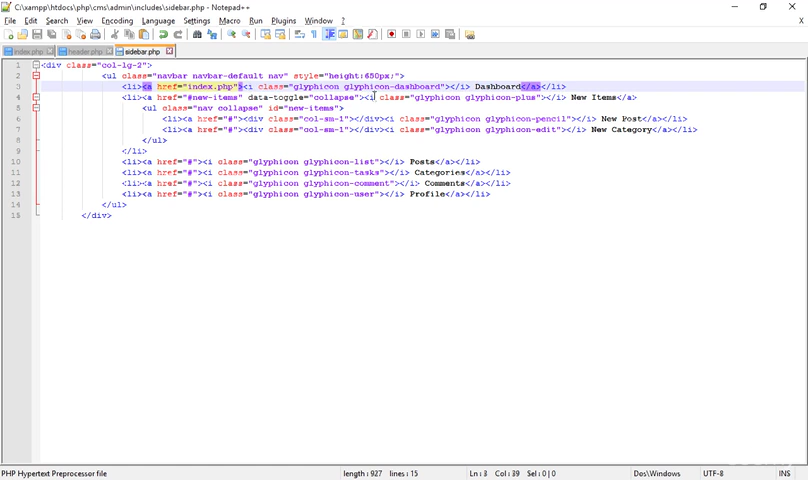 C:\xampp\htdocs\php\cms\admin\includes\sidebar.php - Notepad++
File Edit Search View Encoding Language Settings Macro Run Plugins Window ?
X
index.php header.php sidebar.php
1 <div class="col-lg-2">
2 <ul class="navbar navbar-default nav" style="height:650px;">
3 <li><a href="index.php"><i class="glyphicon glyphicon-dashboard"></i> Dashboard</a></li>
4 <li><a href="#new-items" data-toggle="collapse"><i class="glyphicon glyphicon-plus"></i> New Items</a>
5 <ul class="nav collapse" id="new-items">
6 <li><a href="#"><div class="col-sm-1"></div><i class="glyphicon glyphicon-pencil"></i> New Post</a></li>
7 <li><a href="#"><div class="col-sm-1"></div><i class="glyphicon glyphicon-edit"></i> New Category</a></li>
8 </ul>
9 </li>
10 <li><a href="#"><i class="glyphicon glyphicon-list"></i> Posts</a></li>
11 <li><a href="#"><i class="glyphicon glyphicon-tasks"></i> Categories</a></li>
12 <li><a href="#"><i class="glyphicon glyphicon-comment"></i> Comments</a></li>
13 <li><a href="#"><i class="glyphicon glyphicon-user"></i> Profile</a></li>
14 </ul>
15 </div>
PHP Hypertext Preprocessor file length : 927 lines : 15 Ln : 3 Col : 39 Sel : 0 | 0 Dos\Windows UTF-8 INS